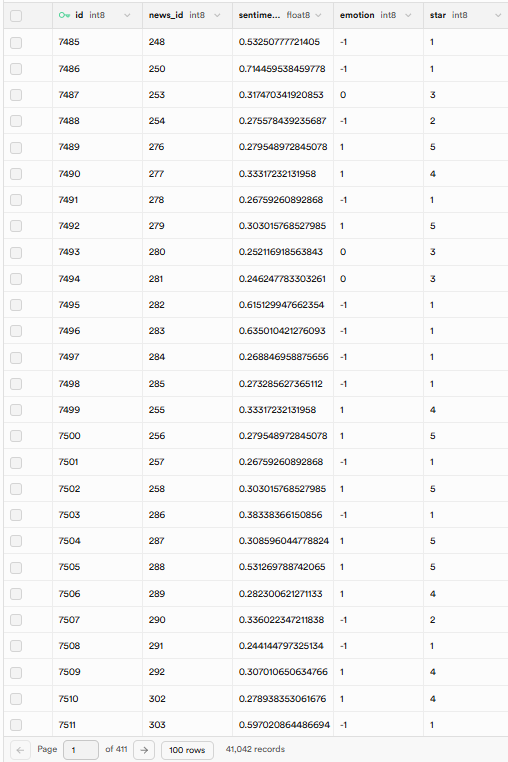 id int8 news_id int8 sentime... float8 emotion int8 star int8
7485 248 0.53250777721405 -1 1
7486 250 0.714459538459778 -1 1
7487 253 0.317470341920853 0 3
7488 254 0.275578439235687 -1 2
7489 276 0.279548972845078 1 5
7490 277 0.33317232131958 1 4
7491 278 0.26759260892868 -1 1
7492 279 0.303015768527985 1 5
7493 280 0.252116918563843 0 3
7494 281 0.246247783303261 0 3
7495 282 0.615129947662354 -1 1
7496 283 0.635010421276093 -1 1
7497 284 0.268846958875656 -1 1
7498 285 0.273285627365112 -1 1
7499 255 0.33317232131958 1 4
7500 256 0.279548972845078 1 5
7501 257 0.26759260892868 -1 1
7502 258 0.303015768527985 1 5
7503 286 0.38338366150856 -1 1
7504 287 0.308596044778824 1 5
7505 288 0.531269788742065 1 5
7506 289 0.282300621271133 1 4
7507 290 0.336022347211838 -1 2
7508 291 0.244144797325134 -1 1
7509 292 0.307010650634766 1 4
7510 302 0.278938353061676 1 4
7511 303 0.597020864486694 -1 1
Page 1 of 411 100 rows 41,042 records